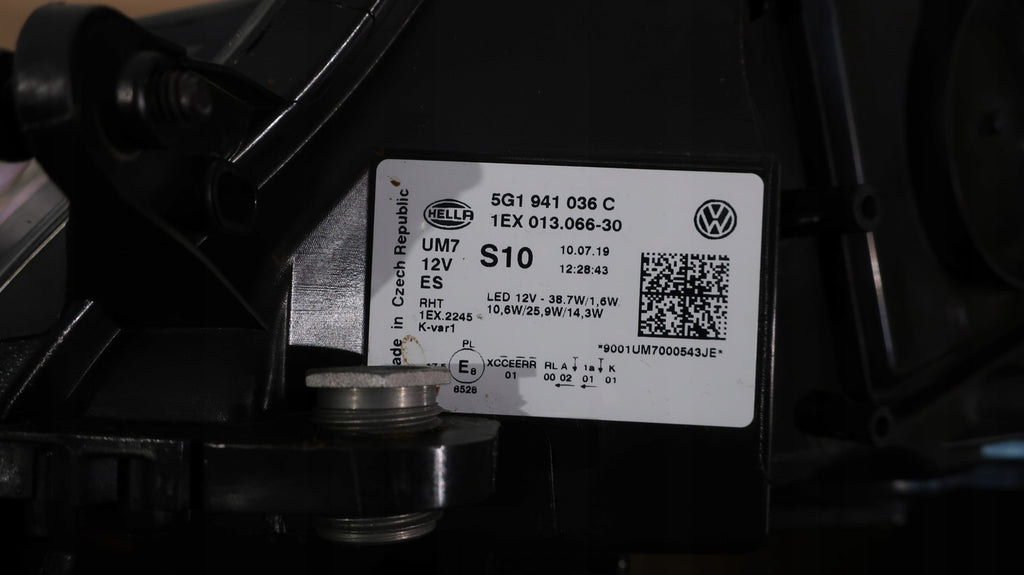 HELLA
5G1 941 036 C
1EX 013.066-30
UM7
12V
ES
S10
10.07.19
12:28:43
RHT
1EX.2245
K-var1
LED 12V - 38.7W/1,6W
10,6W/25,9W/14,3W
*9001UM7000543JE*
in Czech Republic
PL
E8
8528
XCCEERR
01
RL A 1a K
00 02 01 01